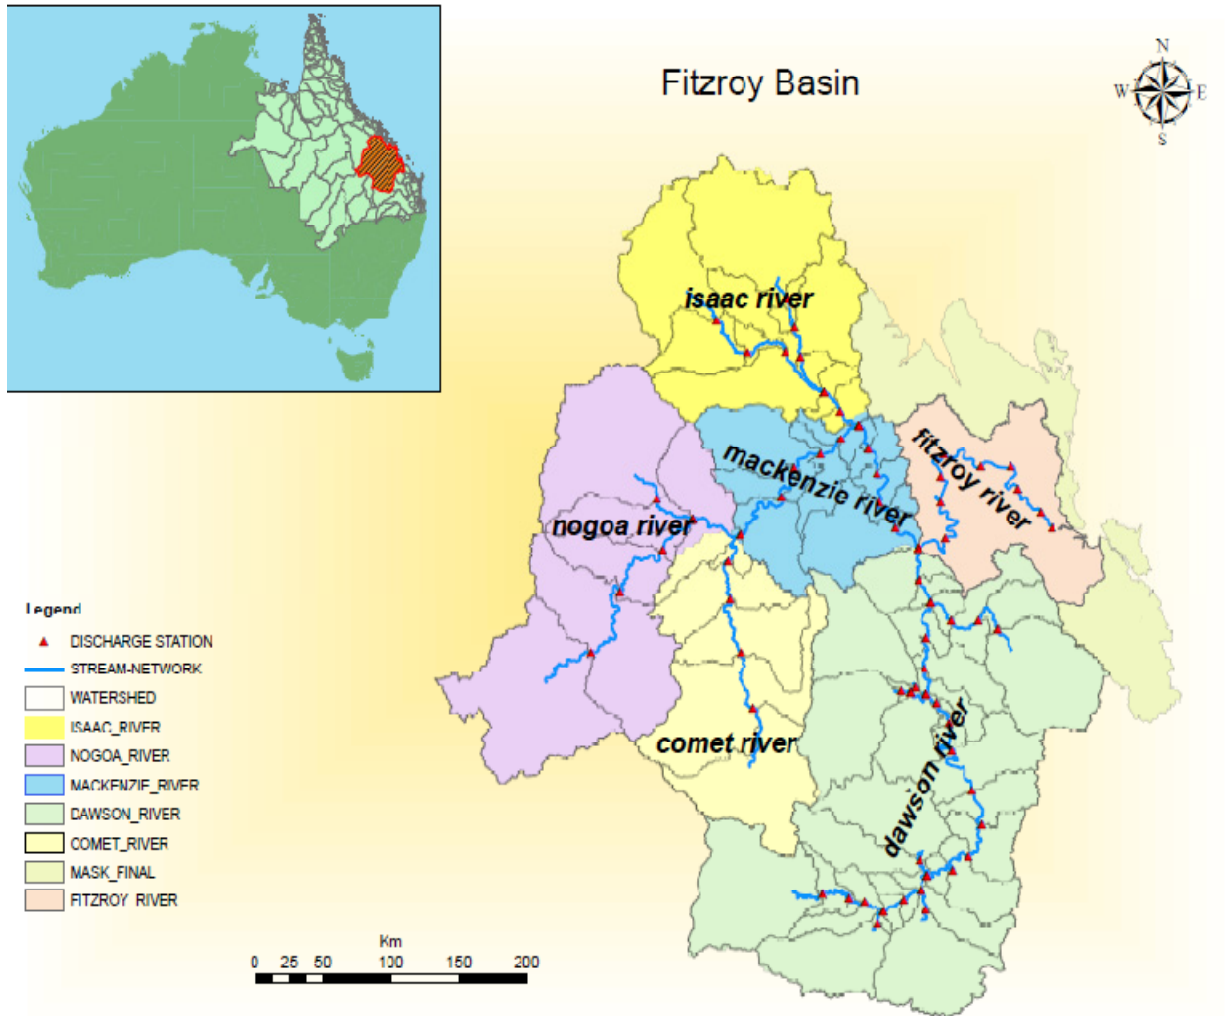 Fitzroy Basin
N
W
E
S
isaac river
mackenzie river
fitzroy river
nogoa river
comet river
dawson river
Legend
DISCHARGE STATION
STREAM-NETWORK
WATERSHED
ISAAC_RIVER
NOGOA_RIVER
MACKENZIE_RIVER
DAWSON_RIVER
COMET_RIVER
MASK_FINAL
FITZROY_RIVER
Km
0 25 50 100 150 200